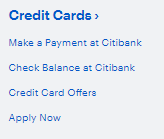 Credit Cards ›
Make a Payment at Citibank
Check Balance at Citibank
Credit Card Offers
Apply Now